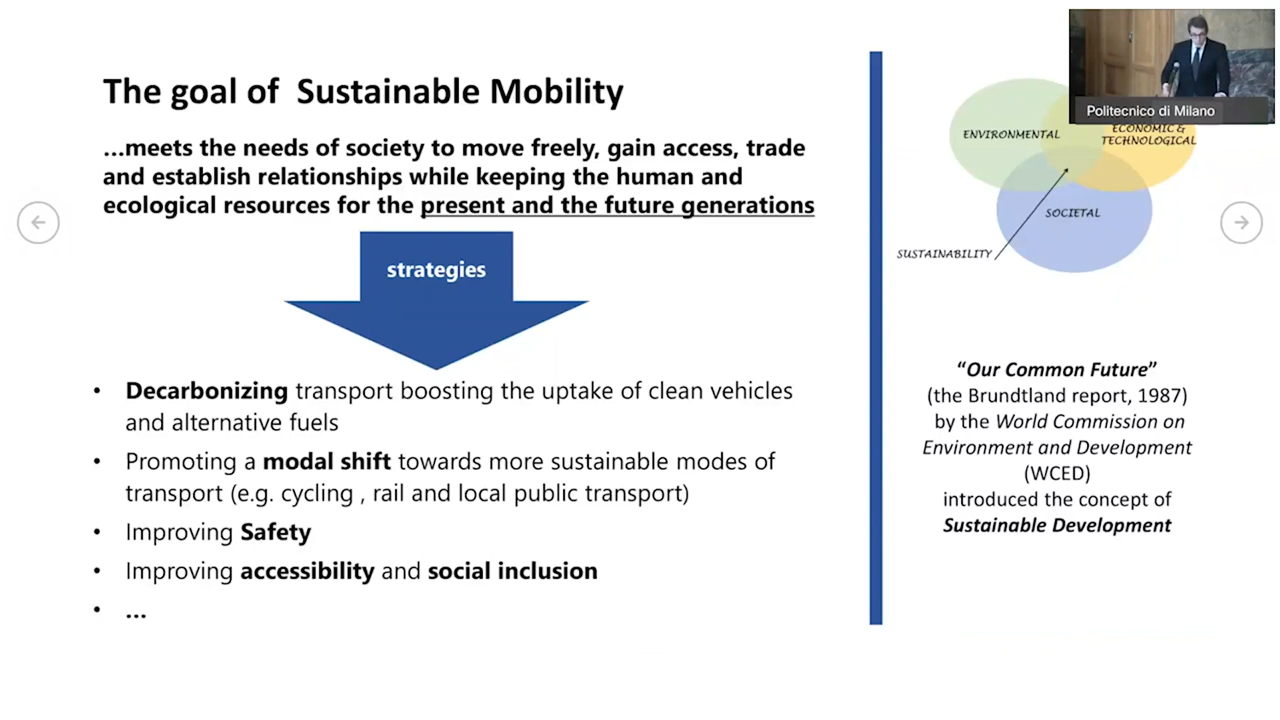 The goal of  Sustainable Mobility
...meets the needs of society to move freely, gain access, trade
and establish relationships while keeping the human and
ecological resources for the present and the future generations
strategies
• Decarbonizing transport boosting the uptake of clean vehicles
and alternative fuels
• Promoting a modal shift towards more sustainable modes of
transport (e.g. cycling , rail and local public transport)
• Improving Safety
• Improving accessibility and social inclusion
• ...
Politecnico di Milano
ENVIRONMENTAL
ECONOMIC &
TECHNOLOGICAL
SOCIETAL
SUSTAINABILITY
“Our Common Future”
(the Brundtland report, 1987)
by the World Commission on
Environment and Development
(WCED)
introduced the concept of
Sustainable Development